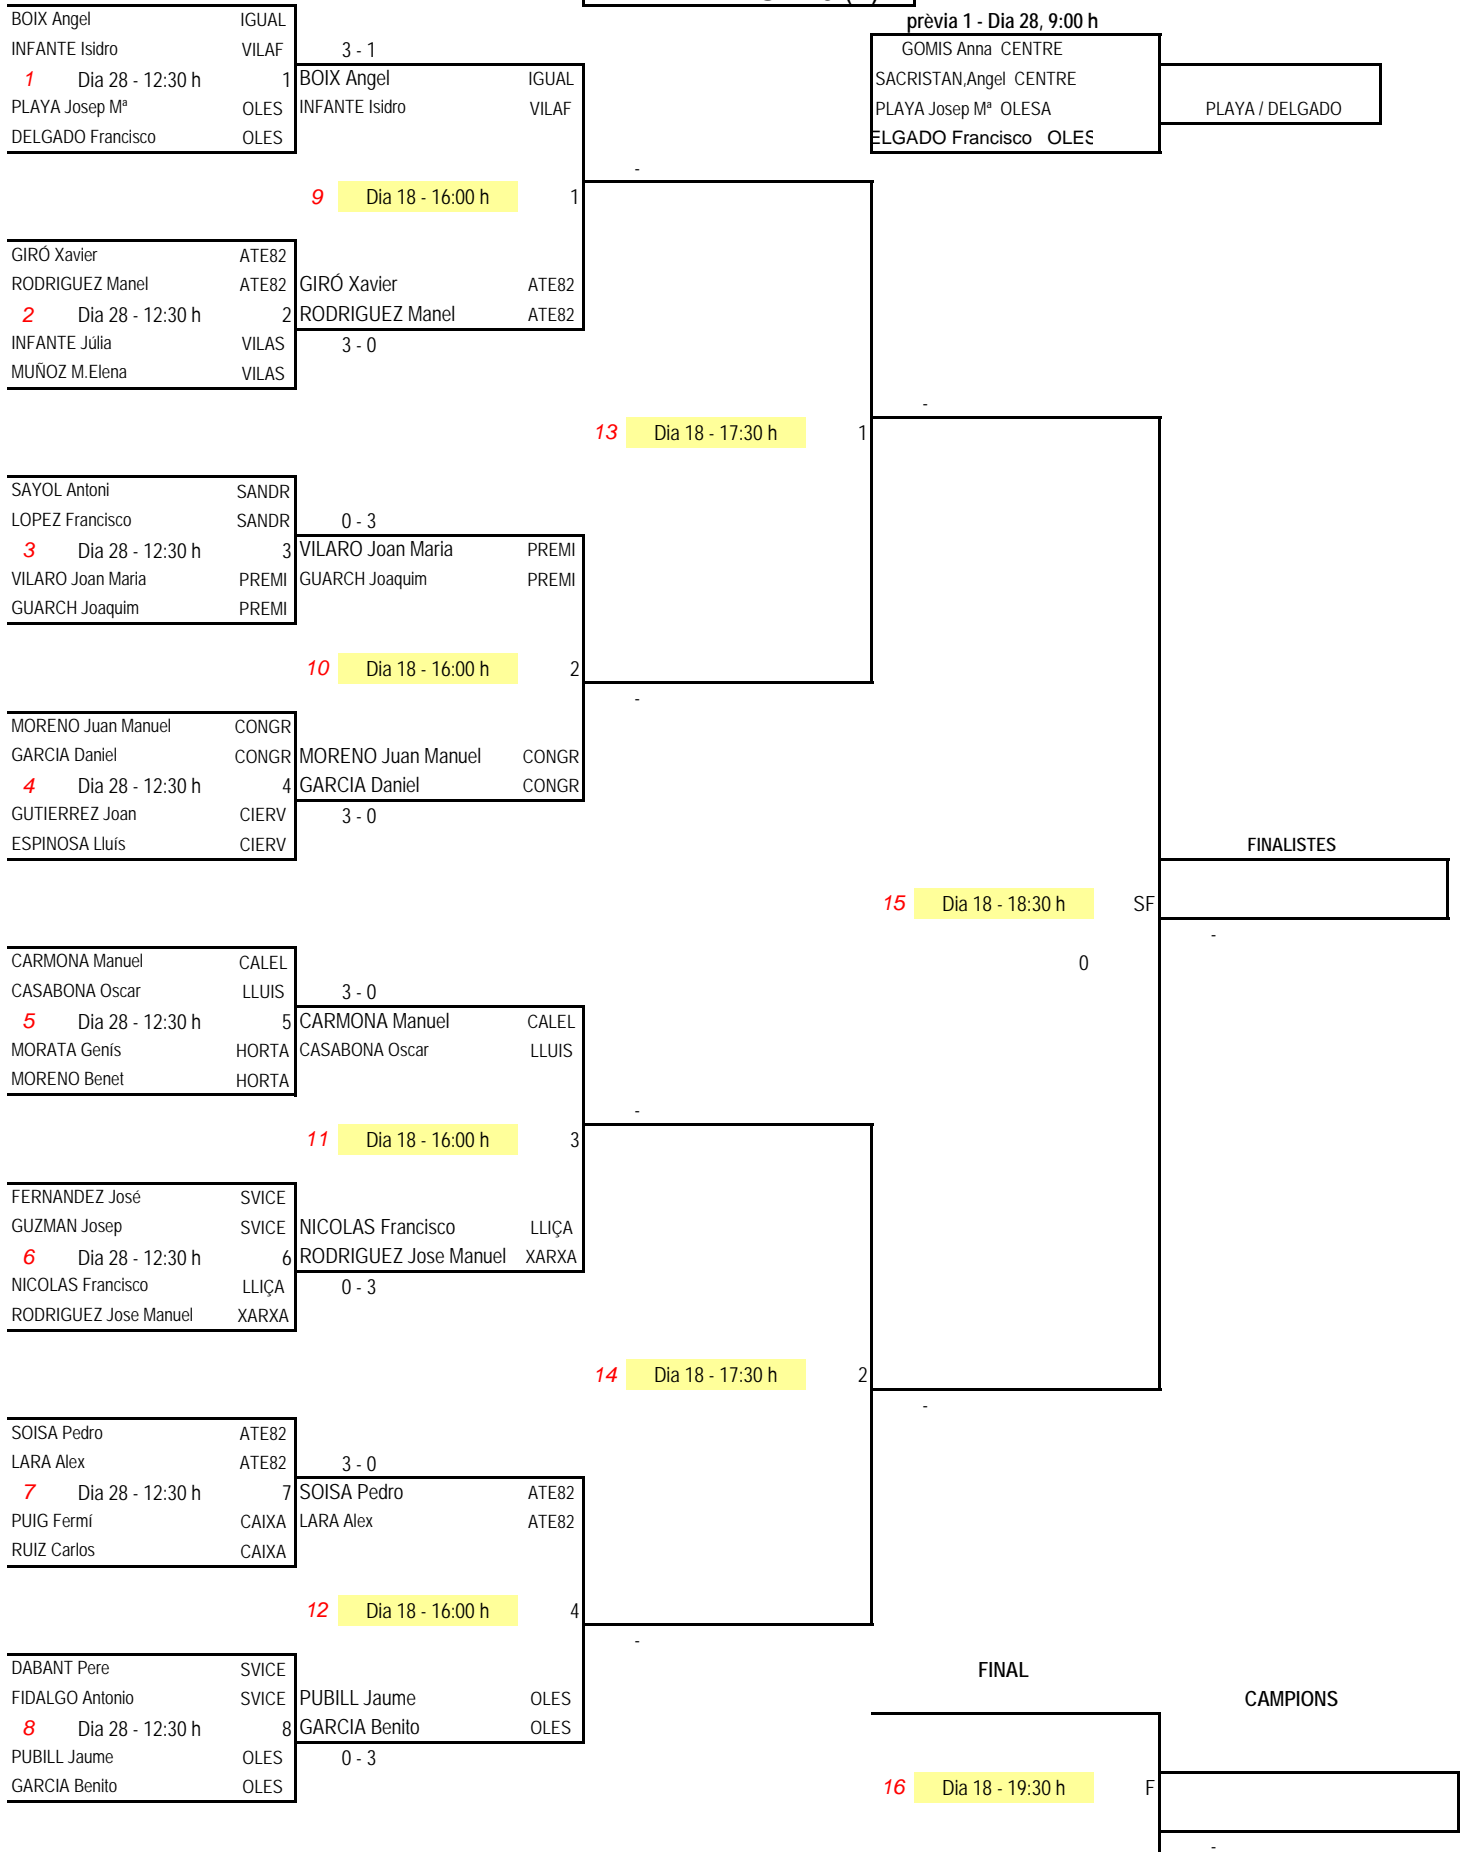 prèvia 1 - Dia 28, 9:00 h
GOMIS Anna CENTRE
SACRISTAN,Angel CENTRE
PLAYA Josep Mª OLESA
PLAYA / DELGADO
ELGADO Francisco OLES
BOIX Angel IGUAL
INFANTE Isidro VILAF
3 - 1
1 Dia 28 - 12:30 h 1
PLAYA Josep Mª OLES
DELGADO Francisco OLES
BOIX Angel IGUAL
INFANTE Isidro VILAF
-
9 Dia 18 - 16:00 h 1
GIRÓ Xavier ATE82
RODRIGUEZ Manel ATE82
2 Dia 28 - 12:30 h 2
INFANTE Júlia VILAS
MUÑOZ M.Elena VILAS
GIRÓ Xavier ATE82
RODRIGUEZ Manel ATE82
3 - 0
-
13 Dia 18 - 17:30 h 1
SAYOL Antoni SANDR
LOPEZ Francisco SANDR
0 - 3
3 Dia 28 - 12:30 h 3
VILARO Joan Maria PREMI
GUARCH Joaquim PREMI
VILARO Joan Maria PREMI
GUARCH Joaquim PREMI
10 Dia 18 - 16:00 h 2
-
MORENO Juan Manuel CONGR
GARCIA Daniel CONGR
4 Dia 28 - 12:30 h 4
GUTIERREZ Joan CIERV
ESPINOSA Lluís CIERV
MORENO Juan Manuel CONGR
GARCIA Daniel CONGR
3 - 0
FINALISTES
15 Dia 18 - 18:30 h SF
-
0
CARMONA Manuel CALEL
CASABONA Oscar LLUIS
3 - 0
5 Dia 28 - 12:30 h 5
MORATA Genís HORTA
MORENO Benet HORTA
CARMONA Manuel CALEL
CASABONA Oscar LLUIS
-
11 Dia 18 - 16:00 h 3
FERNANDEZ José SVICE
GUZMAN Josep SVICE
6 Dia 28 - 12:30 h 6
NICOLAS Francisco LLIÇA
RODRIGUEZ Jose Manuel XARXA
NICOLAS Francisco LLIÇA
RODRIGUEZ Jose Manuel XARXA
0 - 3
14 Dia 18 - 17:30 h 2
-
SOISA Pedro ATE82
LARA Alex ATE82
3 - 0
7 Dia 28 - 12:30 h 7
PUIG Fermí CAIXA
RUIZ Carlos CAIXA
SOISA Pedro ATE82
LARA Alex ATE82
12 Dia 18 - 16:00 h 4
-
DABANT Pere SVICE
FIDALGO Antonio SVICE
8 Dia 28 - 12:30 h 8
PUBILL Jaume OLES
GARCIA Benito OLES
PUBILL Jaume OLES
GARCIA Benito OLES
0 - 3
FINAL
CAMPIONS
16 Dia 18 - 19:30 h F
-